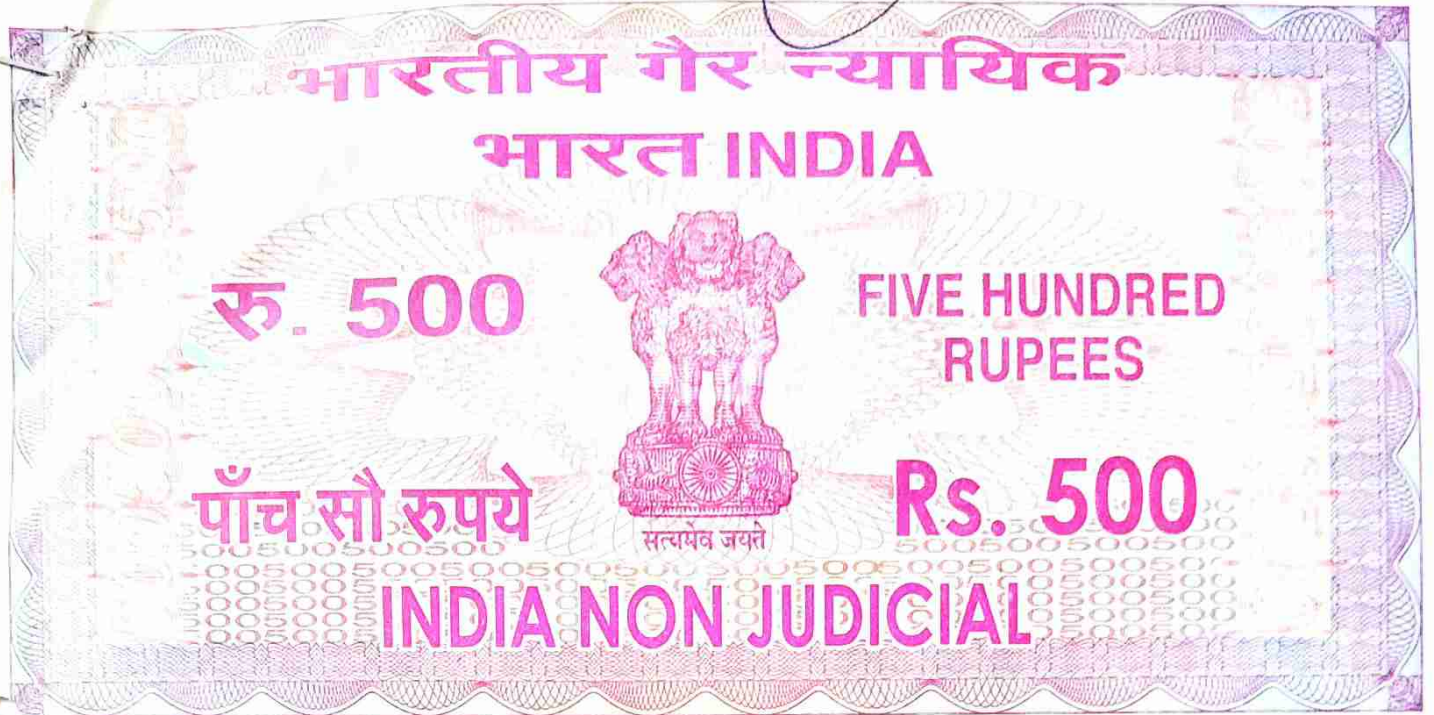 भारतीय गैर न्यायिक
भारत INDIA
रु. 500
FIVE HUNDRED
RUPEES
पाँच सौ रुपये
Rs. 500
सत्यमेव जयते
INDIA NON JUDICIAL